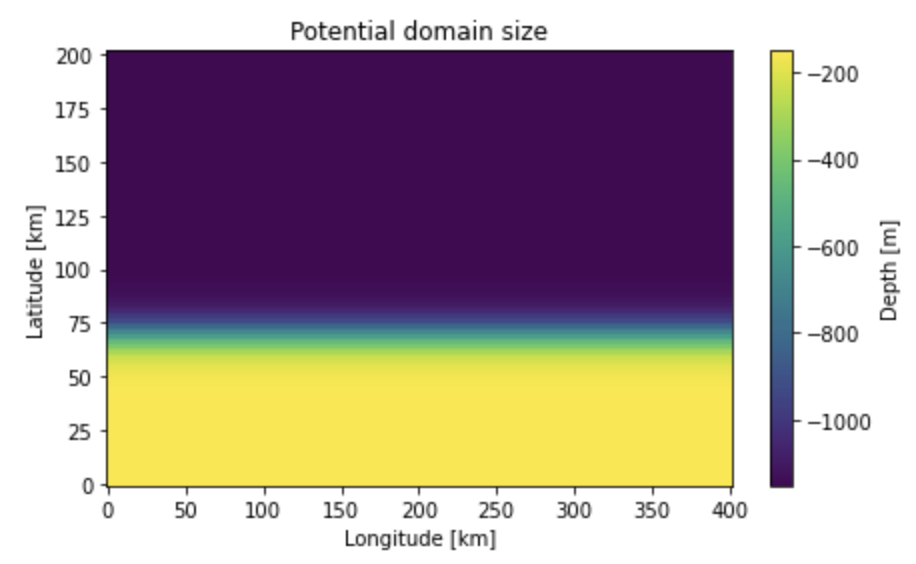 Potential domain size
200
175
150
125
100
75
50
25
0
Latitude [km]
0 50 100 150 200 250 300 350 400
Longitude [km]
−200
−400
−600
−800
−1000
Depth [m]